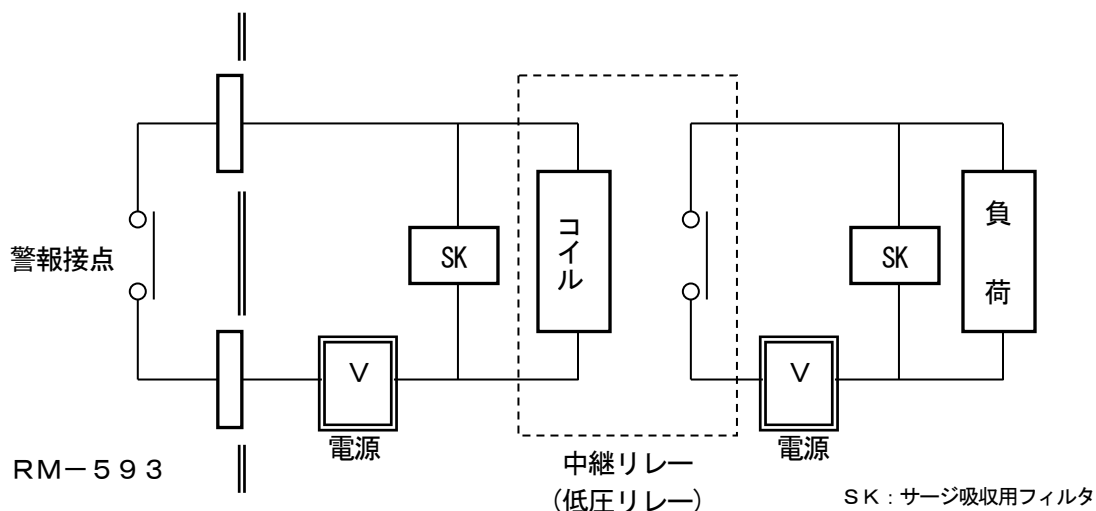 警報接点
SK
コイル
SK
負荷
V
電源
V
電源
RM－593
中継リレー
(低圧リレー)
SK：サージ吸収用フィルタ